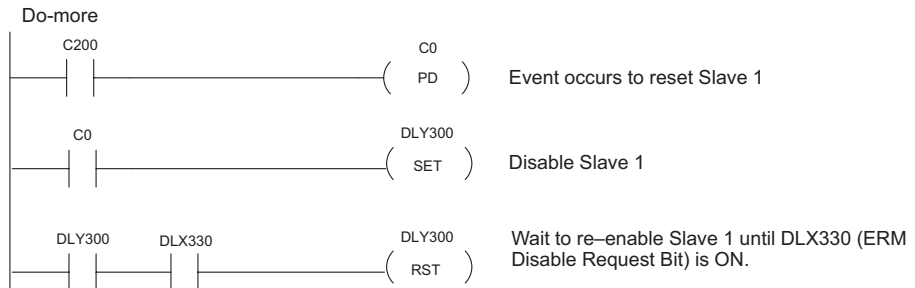 Do-more
C200
C0
PD
Event occurs to reset Slave 1
C0
DLY300
SET
Disable Slave 1
DLY300
DLX330
DLY300
RST
Wait to re–enable Slave 1 until DLX330 (ERM
Disable Request Bit) is ON.